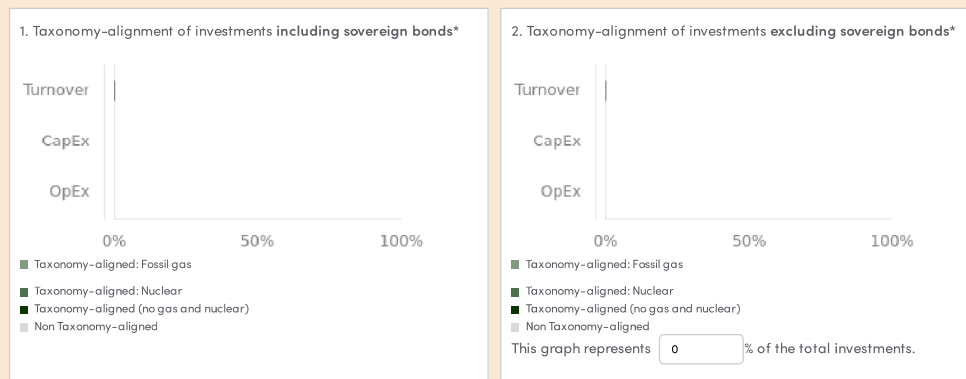 1. Taxonomy-alignment of investments including sovereign bonds*
Turnover
CapEx
OpEx
0% 50% 100%
Taxonomy-aligned: Fossil gas
Taxonomy-aligned: Nuclear
Taxonomy-aligned (no gas and nuclear)
Non Taxonomy-aligned
2. Taxonomy-alignment of investments excluding sovereign bonds*
Turnover
CapEx
OpEx
0% 50% 100%
Taxonomy-aligned: Fossil gas
Taxonomy-aligned: Nuclear
Taxonomy-aligned (no gas and nuclear)
Non Taxonomy-aligned
This graph represents 0 % of the total investments.